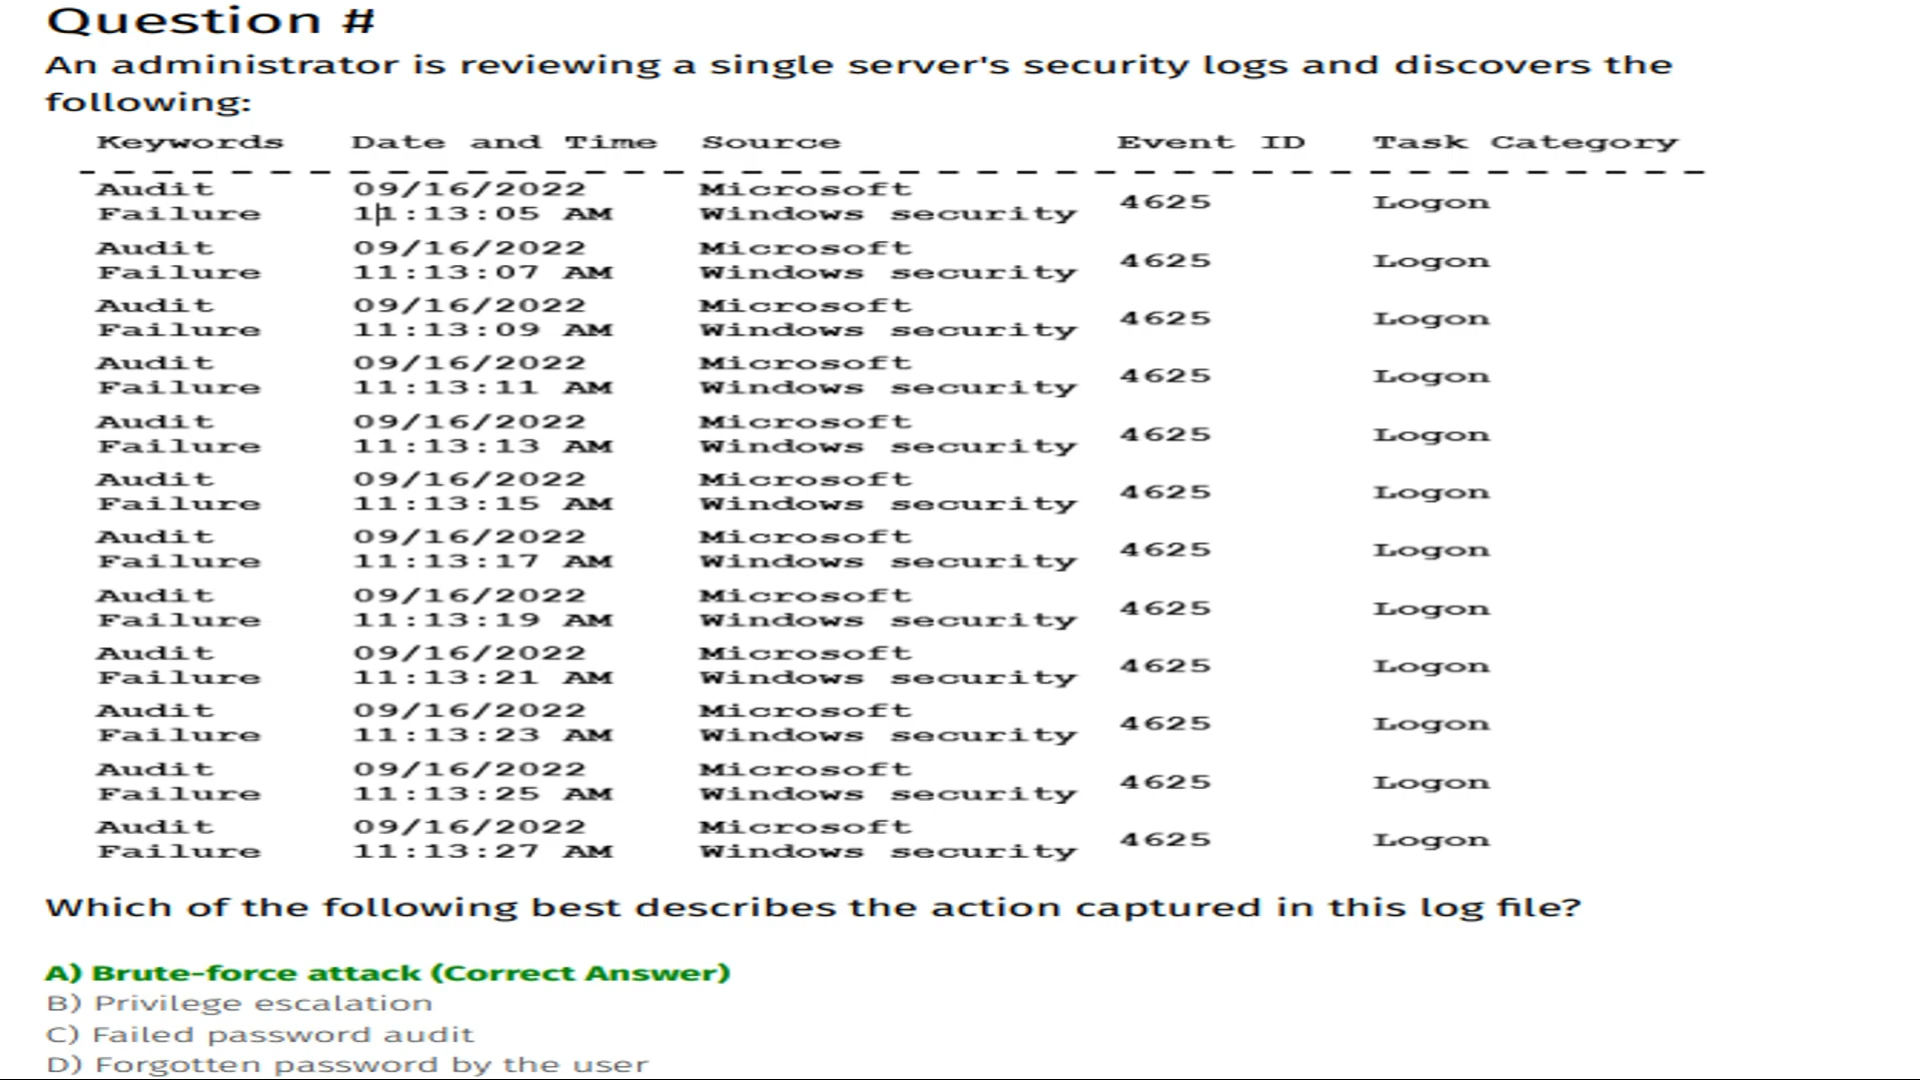 Question #
An administrator is reviewing a single server's security logs and discovers the
following:
Keywords Date and Time Source Event ID Task Category
Audit 09/16/2022 Microsoft
Failure 11:13:05 AM Windows security 4625 Logon
Audit 09/16/2022 Microsoft
Failure 11:13:07 AM Windows security 4625 Logon
Audit 09/16/2022 Microsoft
Failure 11:13:09 AM Windows security 4625 Logon
Audit 09/16/2022 Microsoft
Failure 11:13:11 AM Windows security 4625 Logon
Audit 09/16/2022 Microsoft
Failure 11:13:13 AM Windows security 4625 Logon
Audit 09/16/2022 Microsoft
Failure 11:13:15 AM Windows security 4625 Logon
Audit 09/16/2022 Microsoft
Failure 11:13:17 AM Windows security 4625 Logon
Audit 09/16/2022 Microsoft
Failure 11:13:19 AM Windows security 4625 Logon
Audit 09/16/2022 Microsoft
Failure 11:13:21 AM Windows security 4625 Logon
Audit 09/16/2022 Microsoft
Failure 11:13:23 AM Windows security 4625 Logon
Audit 09/16/2022 Microsoft
Failure 11:13:25 AM Windows security 4625 Logon
Audit 09/16/2022 Microsoft
Failure 11:13:27 AM Windows security 4625 Logon
Which of the following best describes the action captured in this log file?
A) Brute-force attack (Correct Answer)
B) Privilege escalation
C) Failed password audit
D) Forgotten password by the user